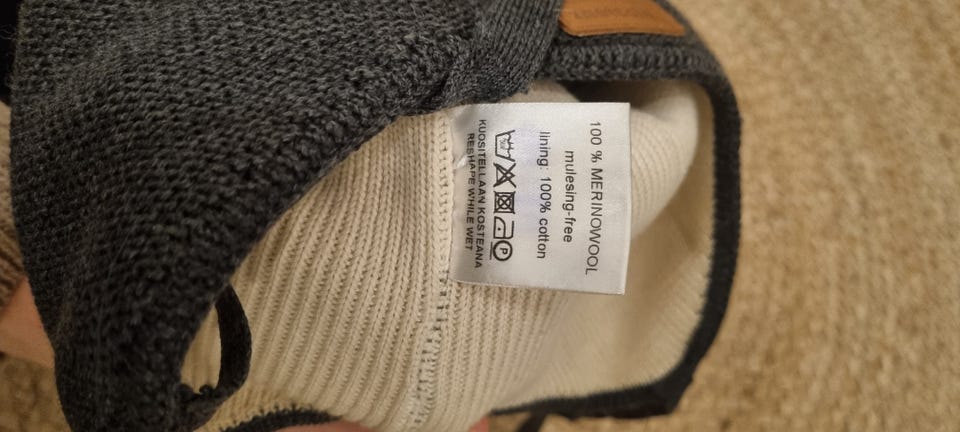 100 % MERINOWOOL
mulesing-free
lining: 100% cotton
P
KUOSITELLAAN KOSTEANA
RESHAPE WHILE WET